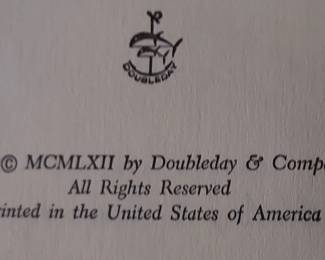 DOUBLEDAY
© MCMLXII by Doubleday & Comp
All Rights Reserved
inted in the United States of America